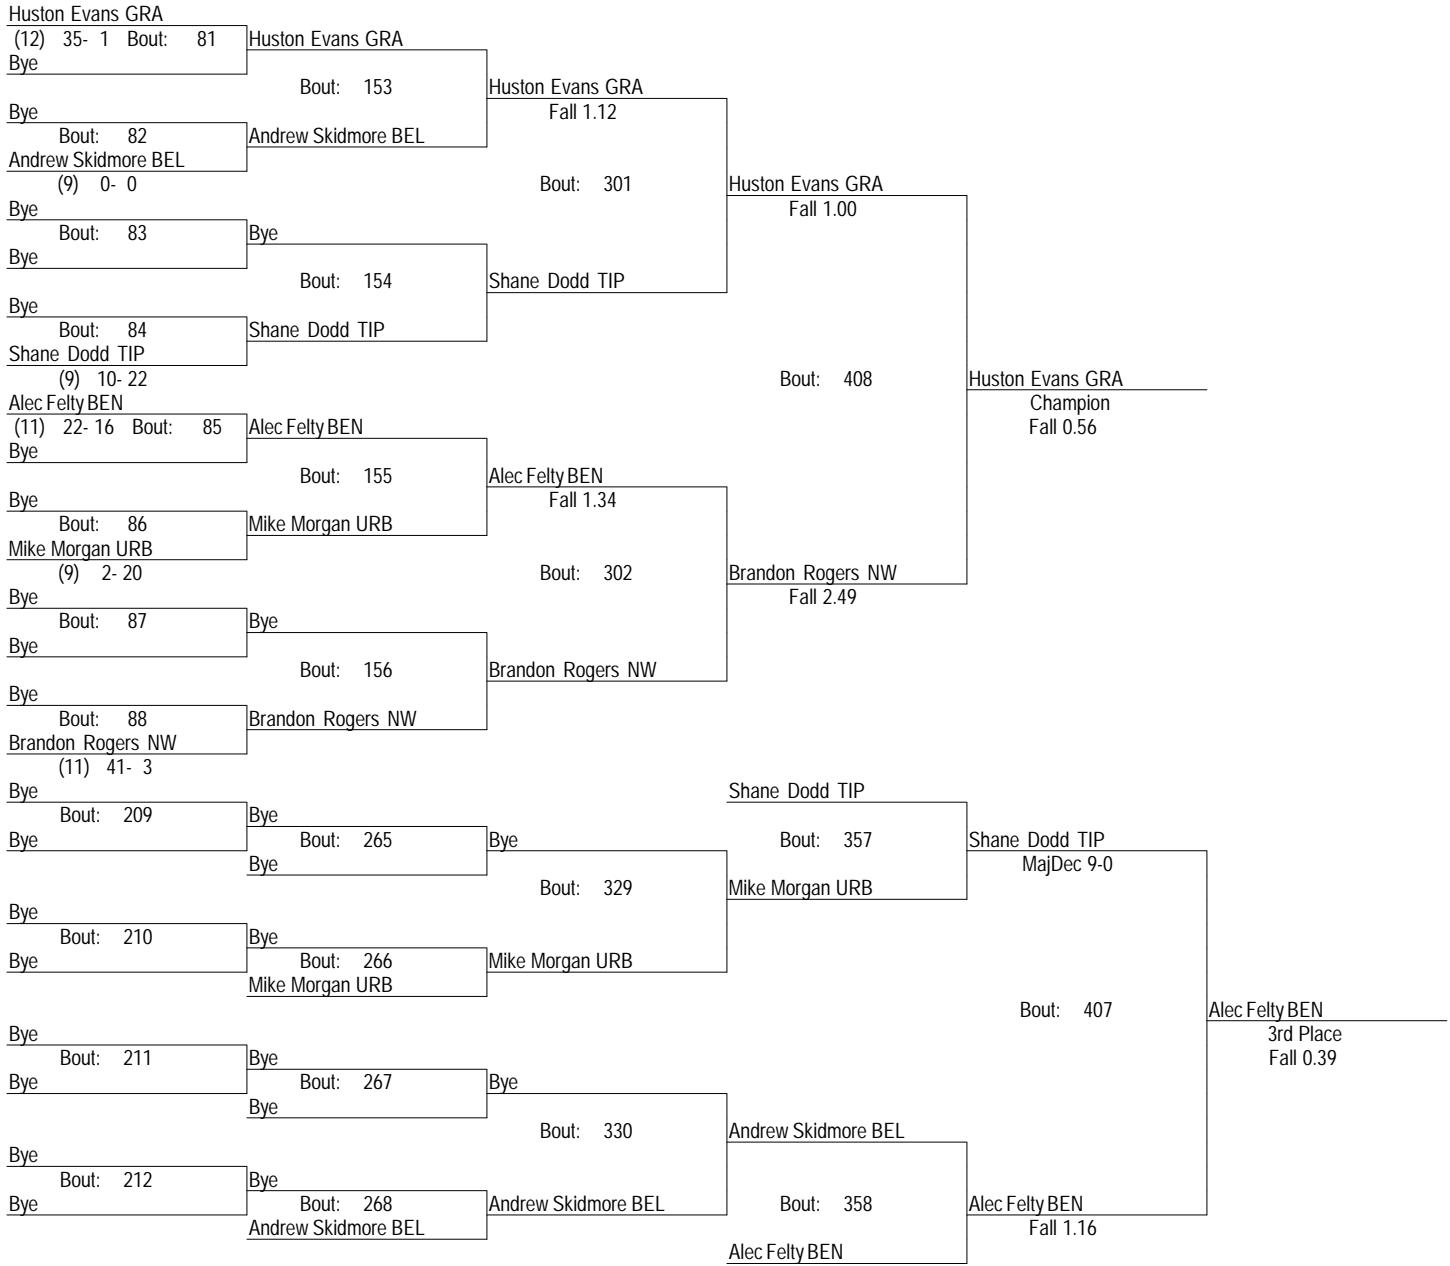 Huston Evans GRA
(12) 35- 1 Bout: 81 Huston Evans GRA
Bye
Bout: 153 Huston Evans GRA
Bye Fall 1.12
Bout: 82 Andrew Skidmore BEL
Andrew Skidmore BEL
(9) 0- 0 Bout: 301 Huston Evans GRA
Bye Fall 1.00
Bout: 83 Bye
Bye
Bout: 154 Shane Dodd TIP
Bye
Bout: 84 Shane Dodd TIP
Shane Dodd TIP
(9) 10- 22 Bout: 408 Huston Evans GRA
Alec Felty BEN Champion
(11) 22- 16 Bout: 85 Alec Felty BEN Fall 0.56
Bye
Bout: 155 Alec Felty BEN
Bye Fall 1.34
Bout: 86 Mike Morgan URB
Mike Morgan URB
(9) 2- 20 Bout: 302 Brandon Rogers NW
Bye Fall 2.49
Bout: 87 Bye
Bye
Bout: 156 Brandon Rogers NW
Bye
Bout: 88 Brandon Rogers NW
Brandon Rogers NW
(11) 41- 3
Bye Shane Dodd TIP
Bout: 209 Bye
Bye Bout: 265 Bye Bout: 357 Shane Dodd TIP
Bye MajDec 9-0
Bout: 329 Mike Morgan URB
Bye
Bout: 210 Bye
Bye Bout: 266 Mike Morgan URB
Mike Morgan URB
Bout: 407 Alec Felty BEN
Bye 3rd Place
Bout: 211 Bye Fall 0.39
Bye Bout: 267 Bye
Bye
Bout: 330 Andrew Skidmore BEL
Bye
Bout: 212 Bye
Bye Bout: 268 Andrew Skidmore BEL Bout: 358 Alec Felty BEN
Andrew Skidmore BEL Fall 1.16
Alec Felty BEN